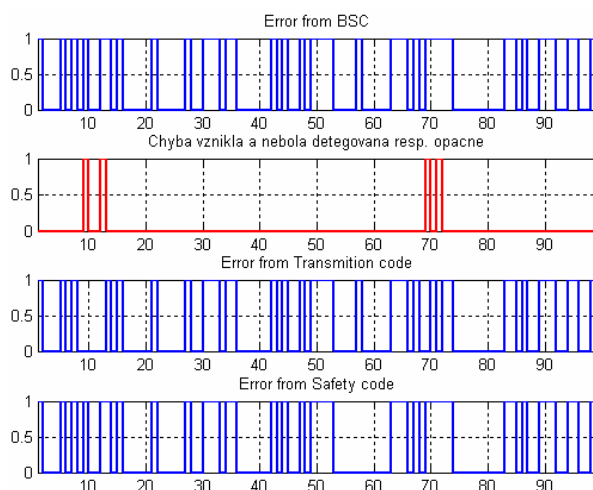 Error from BSC
1
0.5
0
10 20 30 40 50 60 70 80 90
Chyba vznikla a nebola detegovana resp. opacne
1
0.5
0
10 20 30 40 50 60 70 80 90
Error from Transmition code
1
0.5
0
10 20 30 40 50 60 70 80 90
Error from Safety code
1
0.5
0
10 20 30 40 50 60 70 80 90